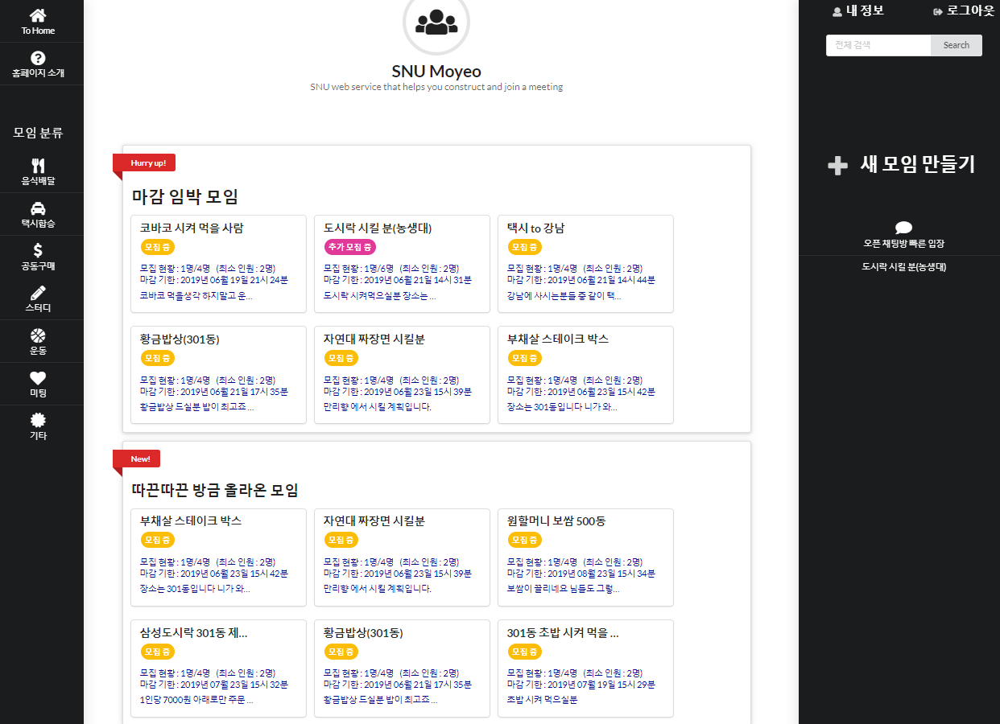 To Home
홈페이지 소개
모임 분류
음식배달
택시합승
공동구매
스터디
운동
미팅
기타
SNU Moyeo
SNU web service that helps you construct and join a meeting
Hurry up!
마감 임박 모임
코바코 시켜 먹을 사람
모집 중
모집 현황 : 1명/4명 (최소 인원 : 2명)
마감 기한 : 2019년 06월 19일 21시 24분
코바코 먹을생각 하지말고 운...
도시락 시킬 분(농생대)
추가 모집 중
모집 현황 : 1명/6명 (최소 인원 : 2명)
마감 기한 : 2019년 06월 21일 14시 31분
도시락 시켜먹으실분 장소는 ...
택시 to 강남
모집 중
모집 현황 : 1명/4명 (최소 인원 : 2명)
마감 기한 : 2019년 06월 21일 14시 44분
강남에 사시는분들 중 같이 택...
황금밥상(301동)
모집 중
모집 현황 : 1명/4명 (최소 인원 : 2명)
마감 기한 : 2019년 06월 21일 17시 35분
황금밥상 드실분 밥이 최고죠 ...
자연대 짜장면 시킬분
모집 중
모집 현황 : 1명/4명 (최소 인원 : 2명)
마감 기한 : 2019년 06월 23일 15시 39분
만리향 에서 시킬 계획입니다.
부채살 스테이크 박스
모집 중
모집 현황 : 1명/4명 (최소 인원 : 2명)
마감 기한 : 2019년 06월 23일 15시 42분
장소는 301동입니다 니가 와...
New!
따끈따끈 방금 올라온 모임
부채살 스테이크 박스
모집 중
모집 현황 : 1명/4명 (최소 인원 : 2명)
마감 기한 : 2019년 06월 23일 15시 42분
장소는 301동입니다 니가 와...
자연대 짜장면 시킬분
모집 중
모집 현황 : 1명/4명 (최소 인원 : 2명)
마감 기한 : 2019년 06월 23일 15시 39분
만리향 에서 시킬 계획입니다.
원할머니 보쌈 500동
모집 중
모집 현황 : 1명/4명 (최소 인원 : 2명)
마감 기한 : 2019년 08월 23일 15시 34분
보쌈이 끌리네요 님들도 그렇...
삼성도시락 301동 제...
모집 중
모집 현황 : 1명/4명 (최소 인원 : 2명)
마감 기한 : 2019년 07월 23일 15시 32분
1인당 7000원 아래로만 주문 ...
황금밥상(301동)
모집 중
모집 현황 : 1명/4명 (최소 인원 : 2명)
마감 기한 : 2019년 06월 21일 17시 35분
황금밥상 드실분 밥이 최고죠 ...
301동 초밥 시켜 먹을 ...
모집 중
모집 현황 : 1명/4명 (최소 인원 : 2명)
마감 기한 : 2019년 07월 19일 15시 29분
초밥 시켜 먹으실분
내 정보
로그아웃
전체 검색
Search
새 모임 만들기
오픈 채팅방 빠른 입장
도시락 시킬 분(농생대)